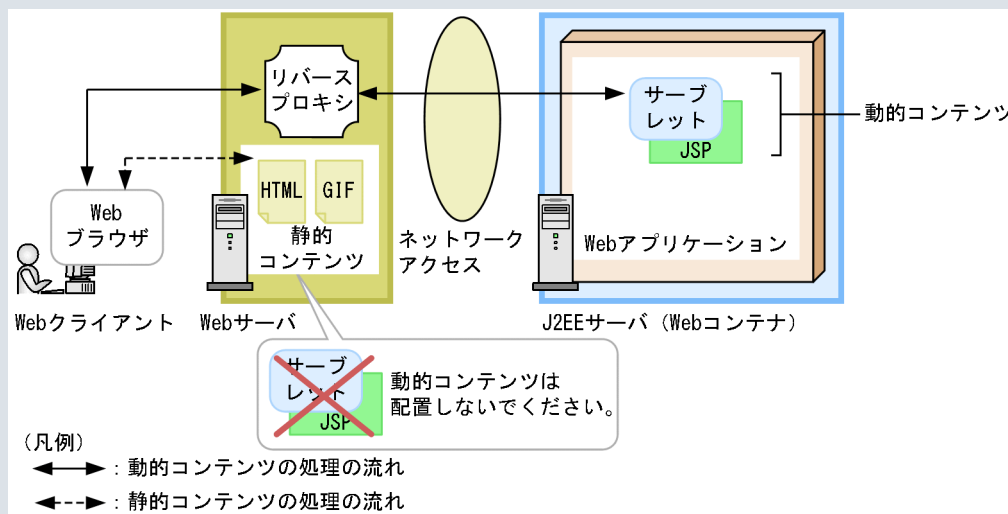 リバース
プロキシ
サーブ
レット
JSP
動的コンテンツ
HTML
GIF
静的
コンテンツ
Web
ブラウザ
ネットワーク
アクセス
Webアプリケーション
Webクライアント
Webサーバ
J2EEサーバ（Webコンテナ）
サーブ
レット
JSP
動的コンテンツは
配置しないでください。
（凡例）
：動的コンテンツの処理の流れ
：静的コンテンツの処理の流れ